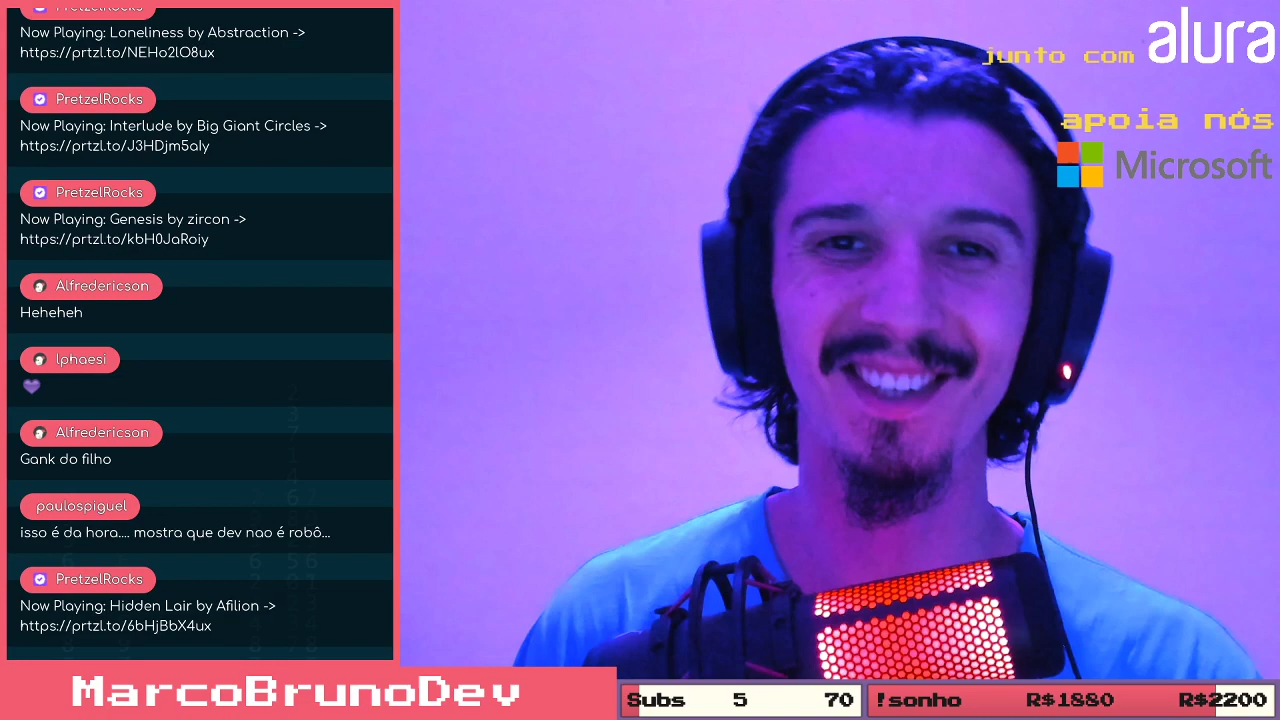 PretzelRocks
Now Playing: Loneliness by Abstraction ->
https://prtzl.to/NEHo2lO8ux
PretzelRocks
Now Playing: Interlude by Big Giant Circles ->
https://prtzl.to/J3HDjm5aIy
PretzelRocks
Now Playing: Genesis by zircon ->
https://prtzl.to/kbH0JaRoiy
Alfredericson
Heheheh
lphaesi
Alfredericson
Gank do filho
paulospiguel
isso é da hora.... mostra que dev nao é robô...
PretzelRocks
Now Playing: Hidden Lair by Afilion ->
https://prtzl.to/6bHjBbX4ux
junto com alura
apoia nós
Microsoft
MarcoBrunoDev
Subs 5 70
!sonho R$1880 R$2200